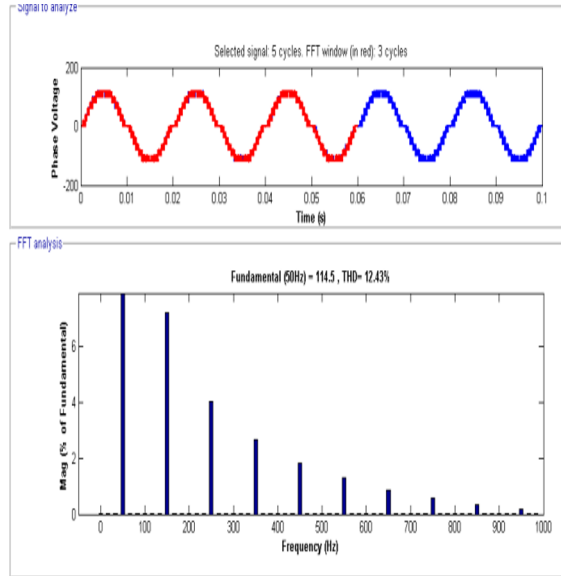 Signal to analyze
Selected signal: 5 cycles. FFT window (in red): 3 cycles
200
0
-200
Phase Voltage
0 0.01 0.02 0.03 0.04 0.05 0.06 0.07 0.08 0.09 0.1
Time (s)
FFT analysis
Fundamental (50Hz) = 114.5 , THD= 12.43%
6
4
2
0
Mag (% of Fundamental)
0 100 200 300 400 500 600 700 800 900 1000
Frequency (Hz)